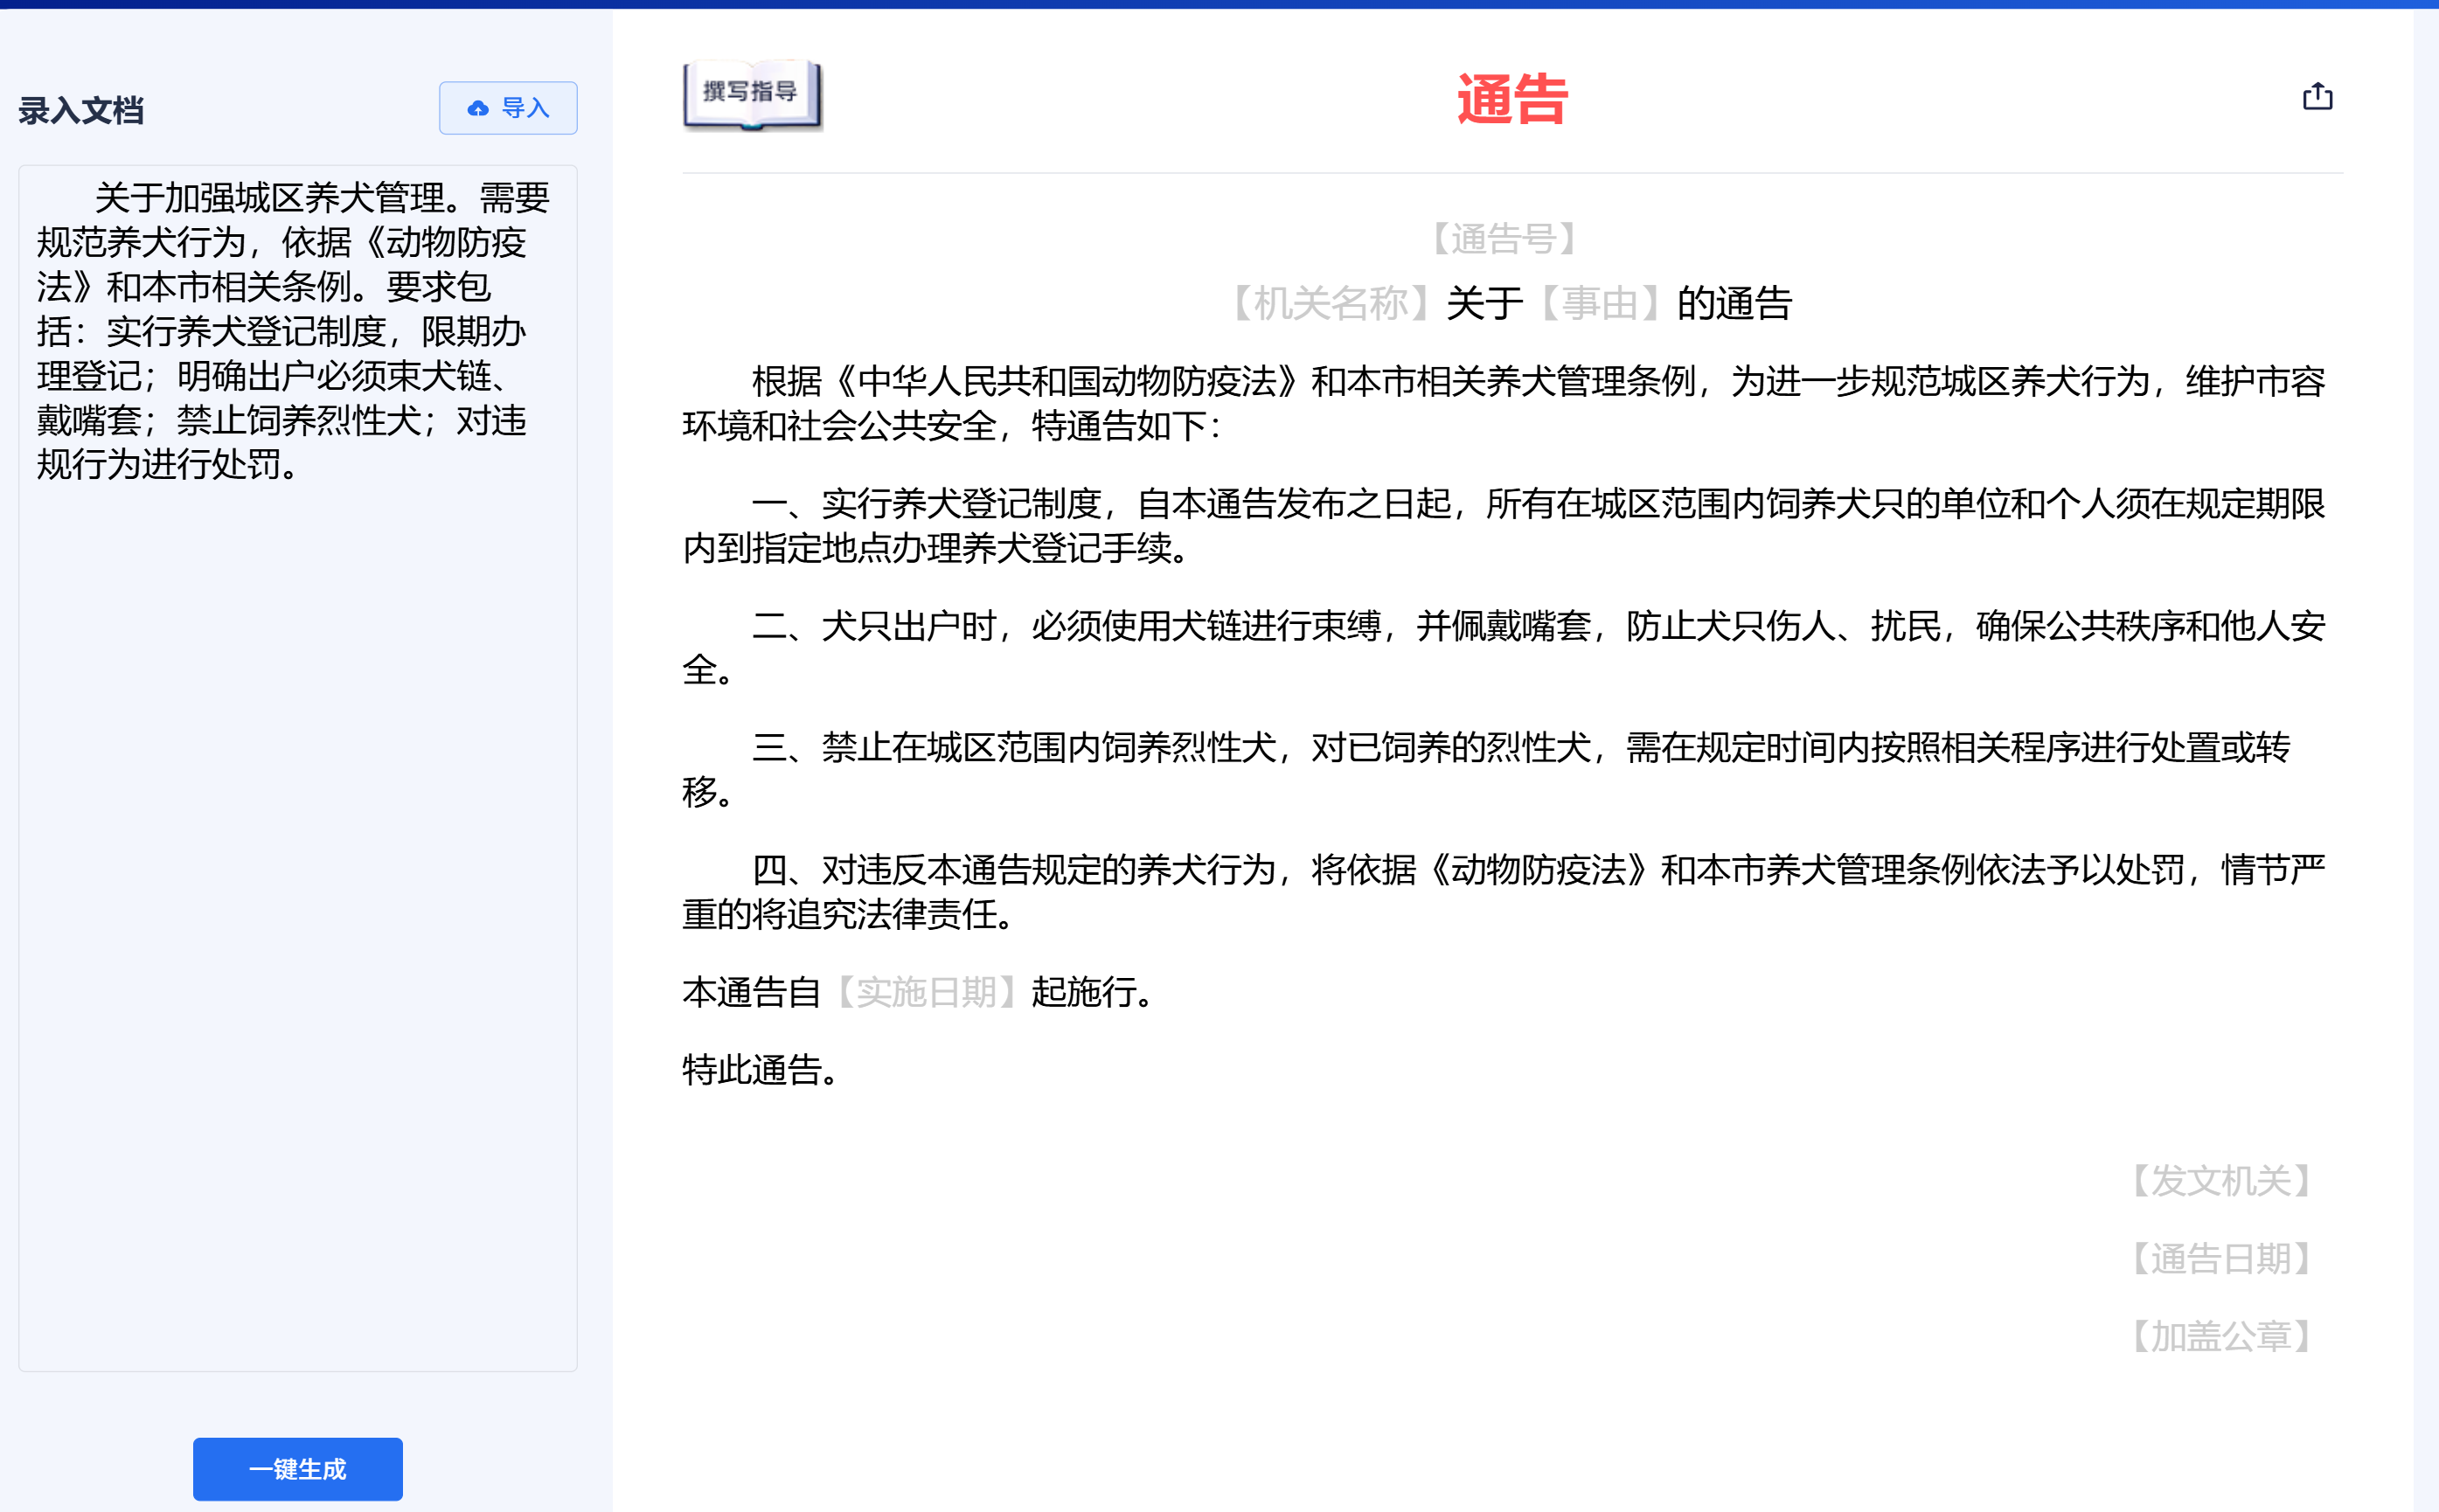 录入文档
导入
关于加强城区养犬管理。需要
规范养犬行为，依据《动物防疫
法》和本市相关条例。要求包
括：实行养犬登记制度，限期办
理登记；明确出户必须束犬链、
戴嘴套；禁止饲养烈性犬；对违
规行为进行处罚。
一键生成
撰写指导
通告
【通告号】
【机关名称】关于【事由】的通告
根据《中华人民共和国动物防疫法》和本市相关养犬管理条例，为进一步规范城区养犬行为，维护市容
环境和社会公共安全，特通告如下：
一、实行养犬登记制度，自本通告发布之日起，所有在城区范围内饲养犬只的单位和个人须在规定期限
内到指定地点办理养犬登记手续。
二、犬只出户时，必须使用犬链进行束缚，并佩戴嘴套，防止犬只伤人、扰民，确保公共秩序和他人安
全。
三、禁止在城区范围内饲养烈性犬，对已饲养的烈性犬，需在规定时间内按照相关程序进行处置或转
移。
四、对违反本通告规定的养犬行为，将依据《动物防疫法》和本市养犬管理条例依法予以处罚，情节严
重的将追究法律责任。
本通告自【实施日期】起施行。
特此通告。
【发文机关】
【通告日期】
【加盖公章】